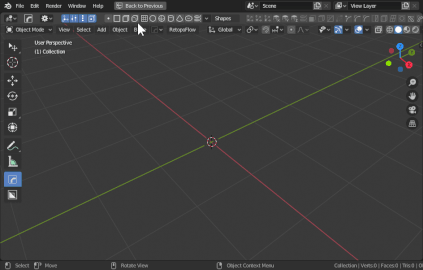 File Edit Render Window Help Back to Previous Scene View Layer
Shapes
Object Mode View Select Add Object RetopoFlow Global
User Perspective
(1) Collection
Select Move Rotate View Object Context Menu Collection | Verts:0 | Faces:0 | Tris:0